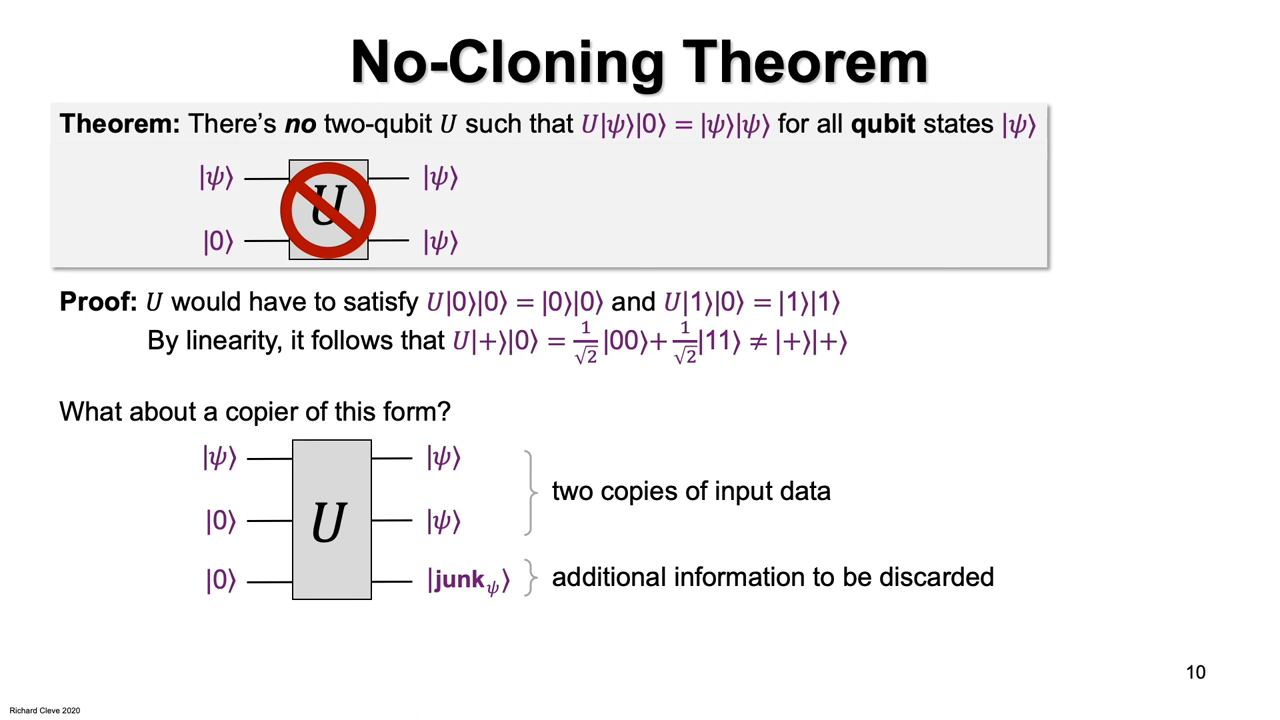 No-Cloning Theorem
Theorem: There's no two-qubit U such that U|ψ⟩|0⟩ = |ψ⟩|ψ⟩ for all qubit states |ψ⟩
|ψ⟩ U |ψ⟩
|0⟩ |ψ⟩
Proof: U would have to satisfy U|0⟩|0⟩ = |0⟩|0⟩ and U|1⟩|0⟩ = |1⟩|1⟩
By linearity, it follows that U|+⟩|0⟩ = 1/√2 |00⟩+ 1/√2 |11⟩ ≠ |+⟩|+⟩
What about a copier of this form?
|ψ⟩ |ψ⟩
two copies of input data
|0⟩ U |ψ⟩
|0⟩ |junkψ⟩ additional information to be discarded
10
Richard Cleve 2020